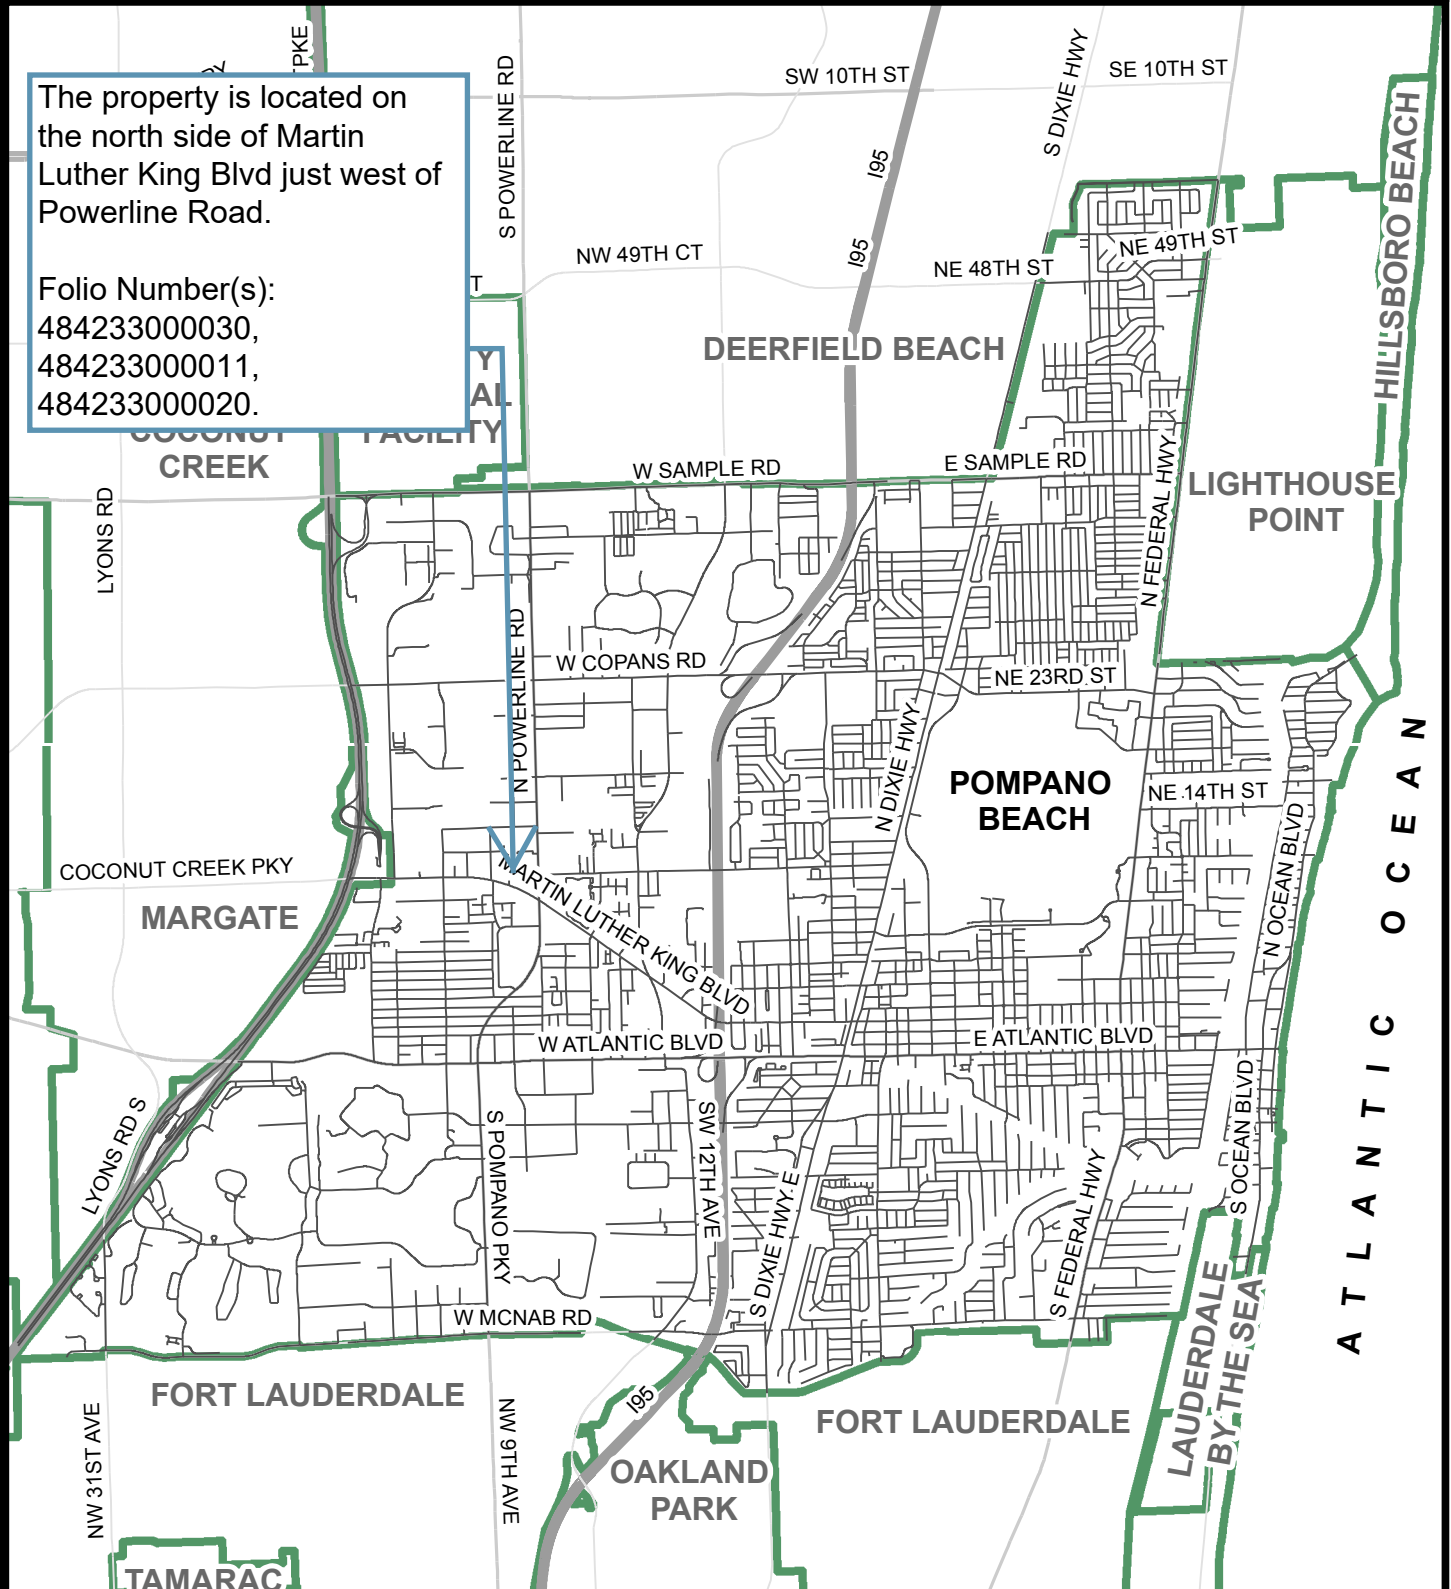 TPKE
The property is located on
the north side of Martin
Luther King Blvd just west of
Powerline Road.
Folio Number(s):
484233000030,
484233000011,
484233000020.
S POWERLINE RD
SW 10TH ST
SE 10TH ST
S DIXIE HWY
I95
I95
NW 49TH CT
NE 48TH ST
NE 49TH ST
HILLSBORO BEACH
DEERFIELD BEACH
COCONUT
CREEK
FACILITY
W SAMPLE RD
E SAMPLE RD
LIGHTHOUSE
POINT
LYONS RD
N FEDERAL HWY
N POWERLINE RD
W COPANS RD
NE 23RD ST
N DIXIE HWY
POMPANO
BEACH
NE 14TH ST
ATLANTIC OCEAN
COCONUT CREEK PKY
MARTIN LUTHER KING BLVD
MARGATE
N OCEAN BLVD
W ATLANTIC BLVD
E ATLANTIC BLVD
LYONS RD S
S POMPANO PKY
SW 12TH AVE
S DIXIE HWY E
S FEDERAL HWY
S OCEAN BLVD
W MCNAB RD
LAUDERDALE
BY THE SEA
FORT LAUDERDALE
I95
FORT LAUDERDALE
NW 31ST AVE
NW 9TH AVE
OAKLAND
PARK
TAMARAC